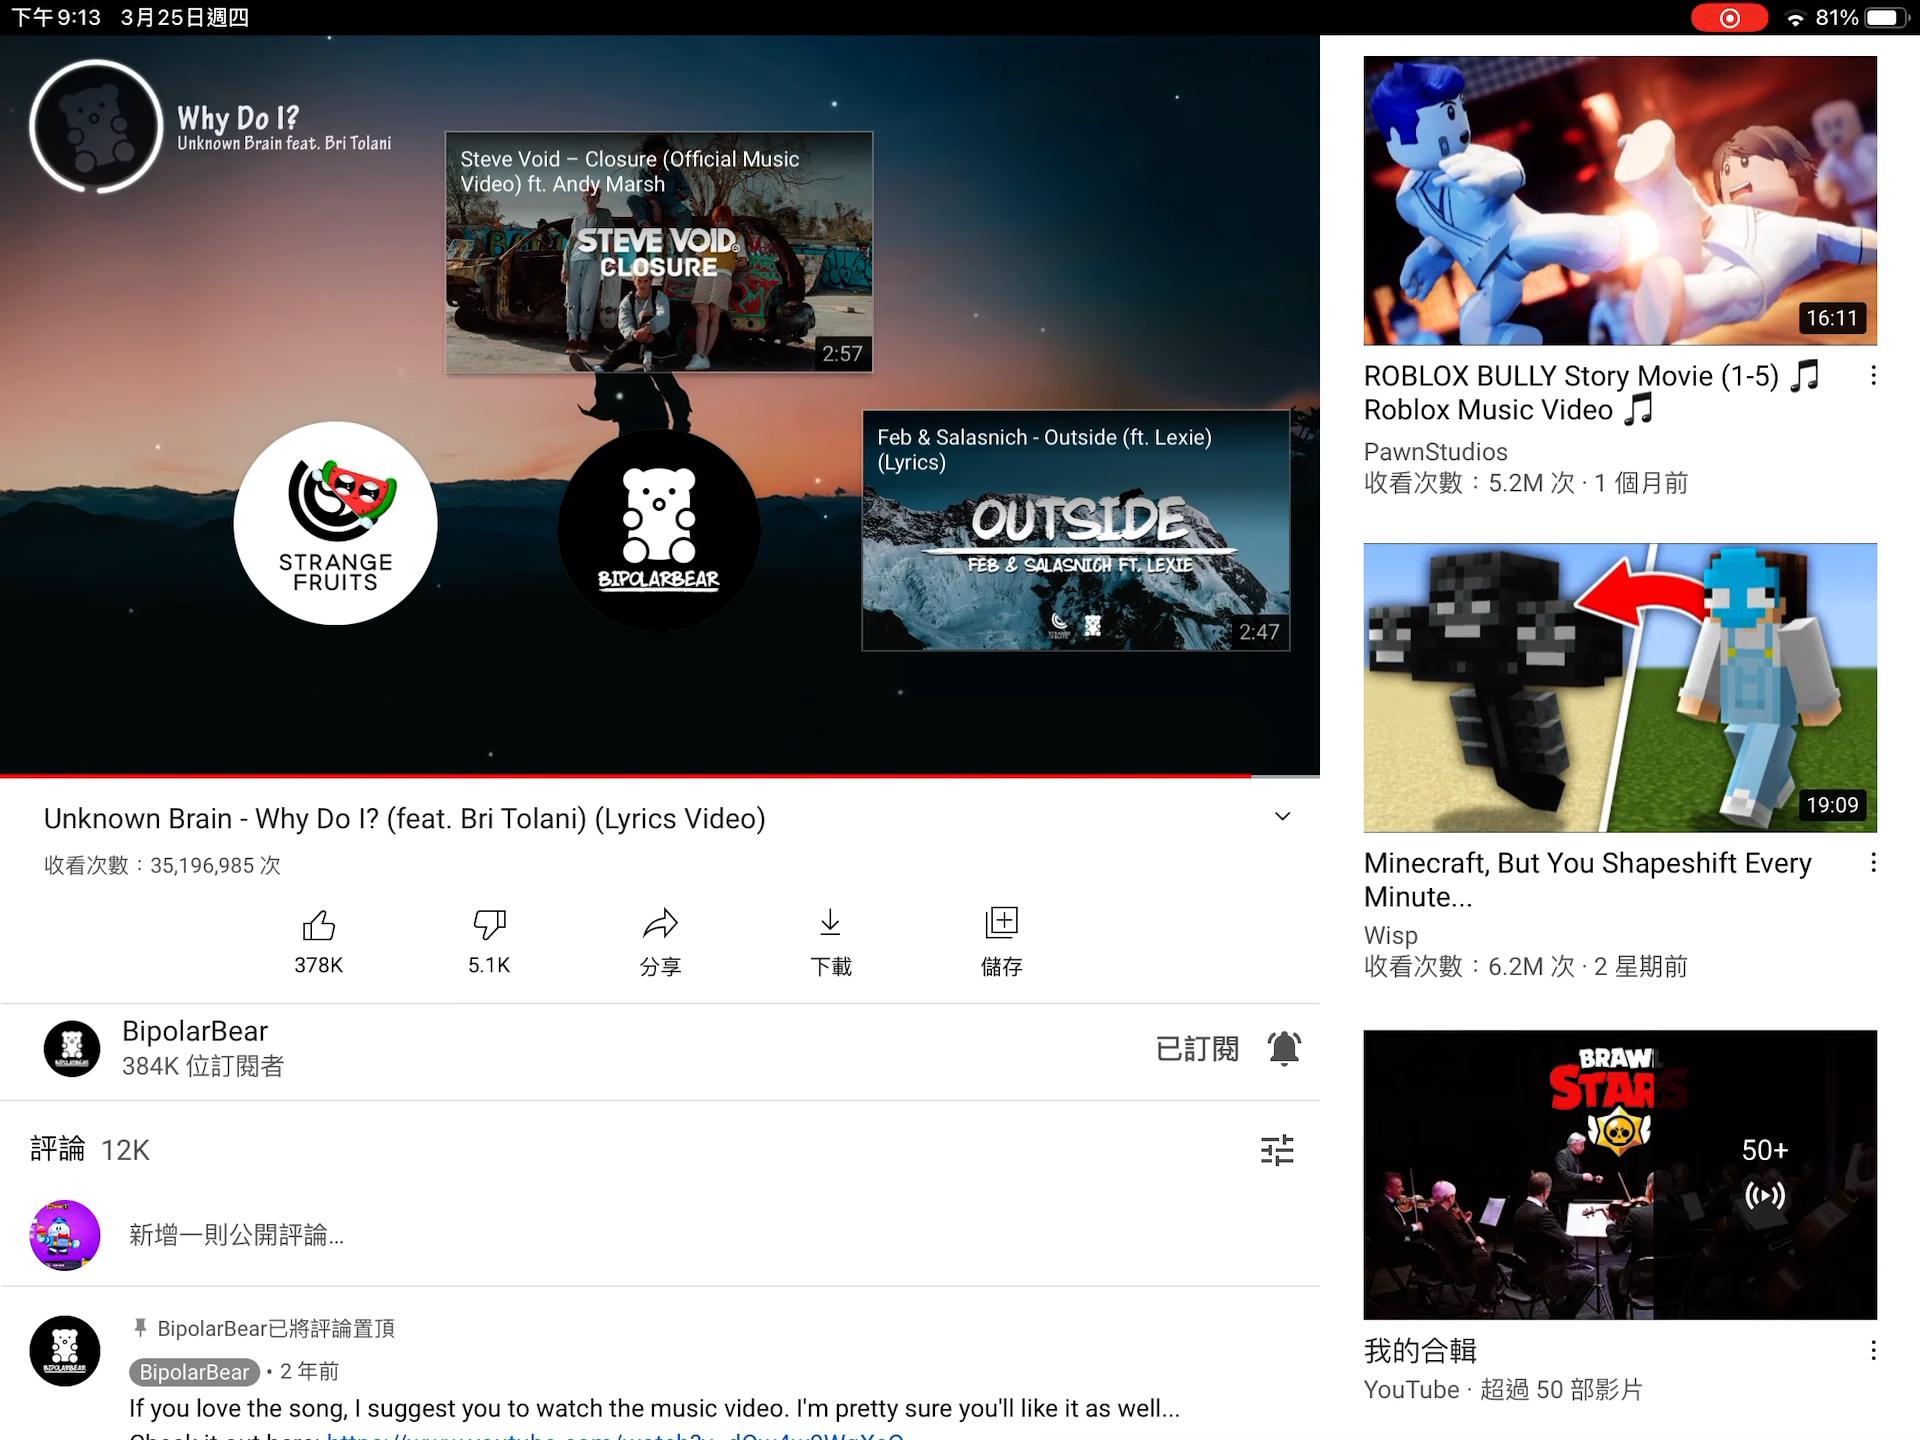 下午9:13 3月25日週四
81%
Why Do I?
Unknown Brain feat. Bri Tolani
Steve Void – Closure (Official Music
Video) ft. Andy Marsh
STEVE VOID
CLOSURE
2:57
STRANGE
FRUITS
BIPOLARBEAR
Feb & Salasnich - Outside (ft. Lexie)
(Lyrics)
OUTSIDE
FEB & SALASNICH FT. LEXIE
2:47
Unknown Brain - Why Do I? (feat. Bri Tolani) (Lyrics Video)
收看次數：35,196,985 次
378K
5.1K
分享
下載
儲存
BipolarBear
384K 位訂閱者
已訂閱
評論 12K
新增一則公開評論...
BipolarBear已將評論置頂
BipolarBear · 2 年前
If you love the song, I suggest you to watch the music video. I'm pretty sure you'll like it as well...
16:11
ROBLOX BULLY Story Movie (1-5) 🎵
Roblox Music Video 🎵
PawnStudios
收看次數：5.2M 次 · 1 個月前
19:09
Minecraft, But You Shapeshift Every
Minute...
Wisp
收看次數：6.2M 次 · 2 星期前
BRAWL
STARS
50+
我的合輯
YouTube · 超過 50 部影片